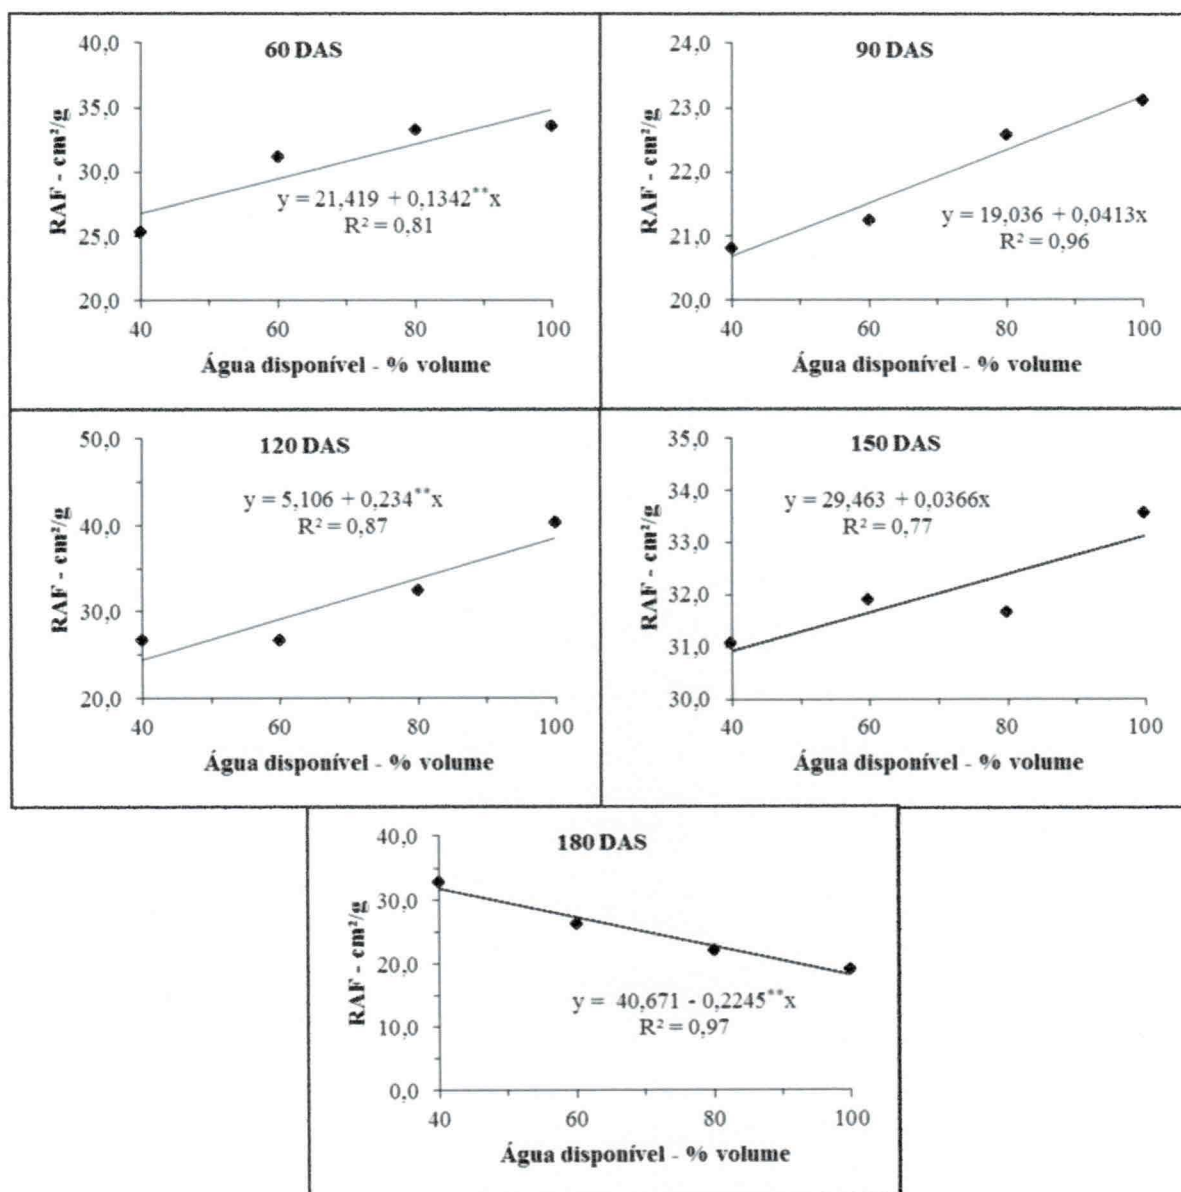 60 DAS
40,0
35,0
30,0
25,0
20,0
RAF - cm²/g
y = 21,419 + 0,1342**x
R² = 0,81
40 60 80 100
Água disponível - % volume
90 DAS
24,0
23,0
22,0
21,0
20,0
RAF - cm²/g
y = 19,036 + 0,0413x
R² = 0,96
40 60 80 100
Água disponível - % volume
120 DAS
50,0
40,0
30,0
20,0
RAF - cm²/g
y = 5,106 + 0,234**x
R² = 0,87
40 60 80 100
Água disponível - % volume
150 DAS
35,0
34,0
33,0
32,0
31,0
30,0
RAF - cm²/g
y = 29,463 + 0,0366x
R² = 0,77
40 60 80 100
Água disponível - % volume
180 DAS
40,0
30,0
20,0
10,0
0,0
RAF - cm²/g
y = 40,671 - 0,2245**x
R² = 0,97
40 60 80 100
Água disponível - % volume